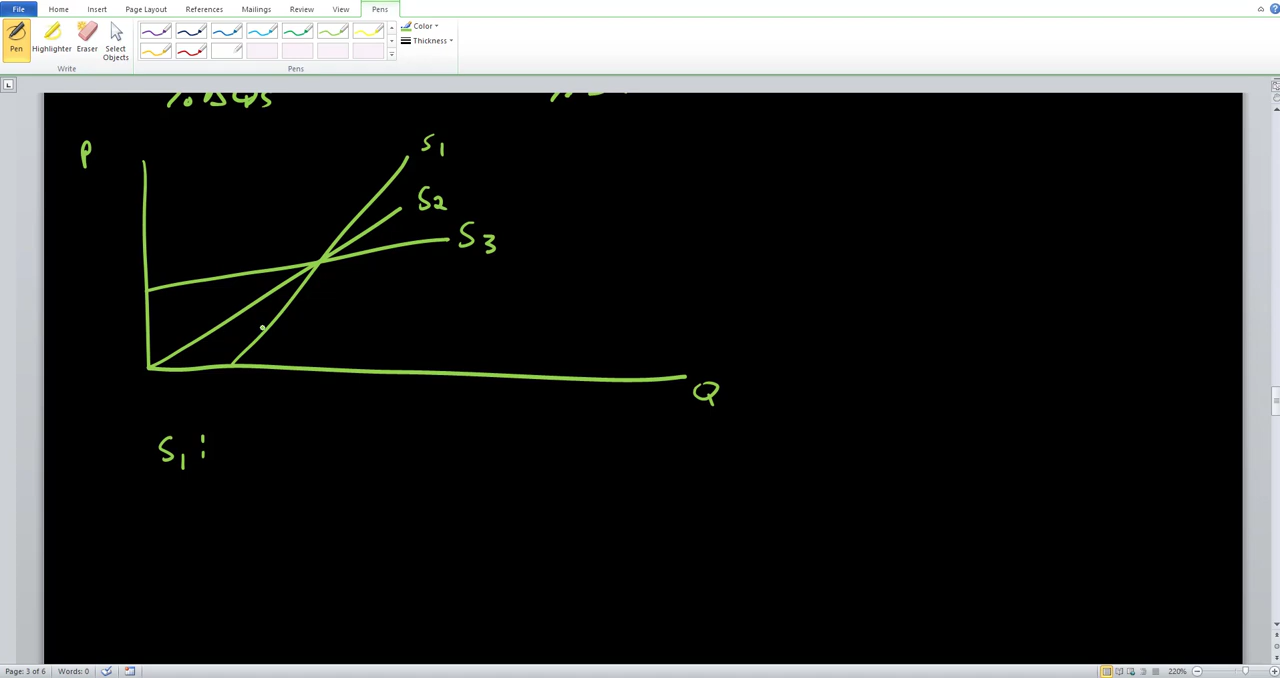 File Home Insert Page Layout References Mailings Review View Pens
Pen Highlighter Eraser Select Objects
Color
Thickness
Write Pens
P
S1
S2
S3
Q
S1 :
Page: 3 of 6 Words: 0 220%